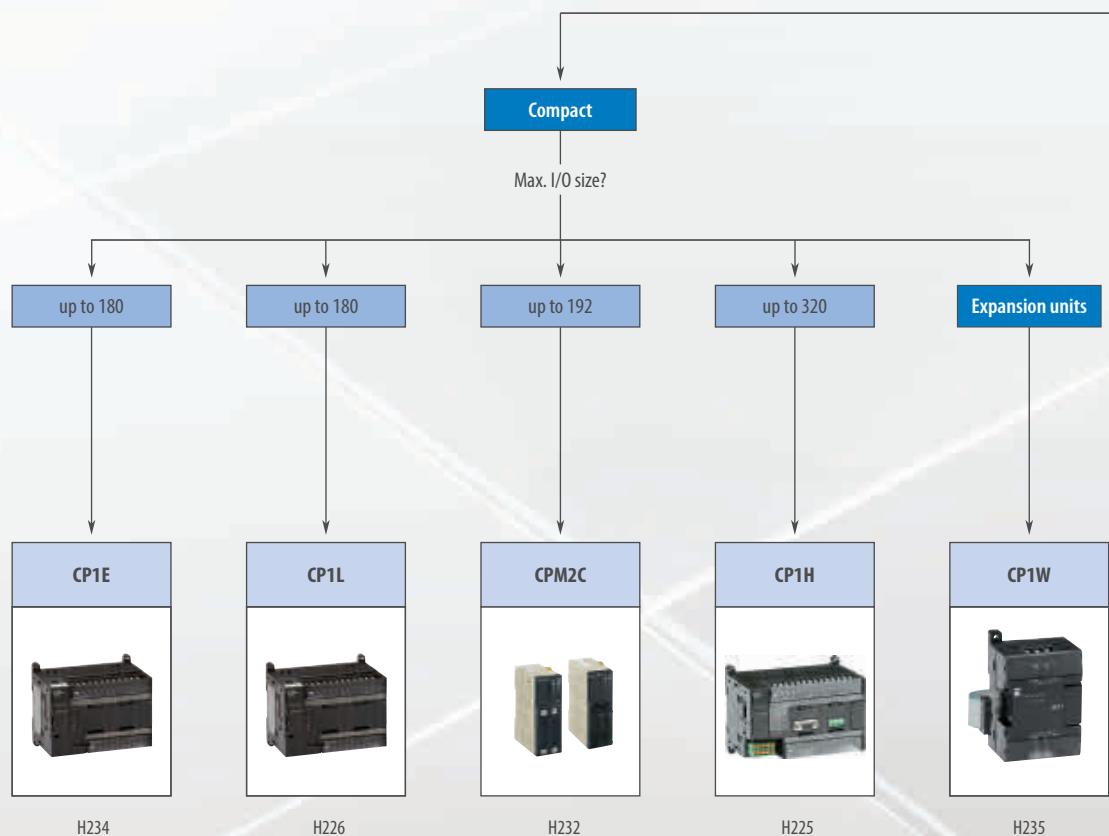 Compact
Max. I/O size?
up to 180
up to 180
up to 192
up to 320
Expansion units
CP1E
CP1L
CPM2C
CP1H
CP1W
H234
H226
H232
H225
H235